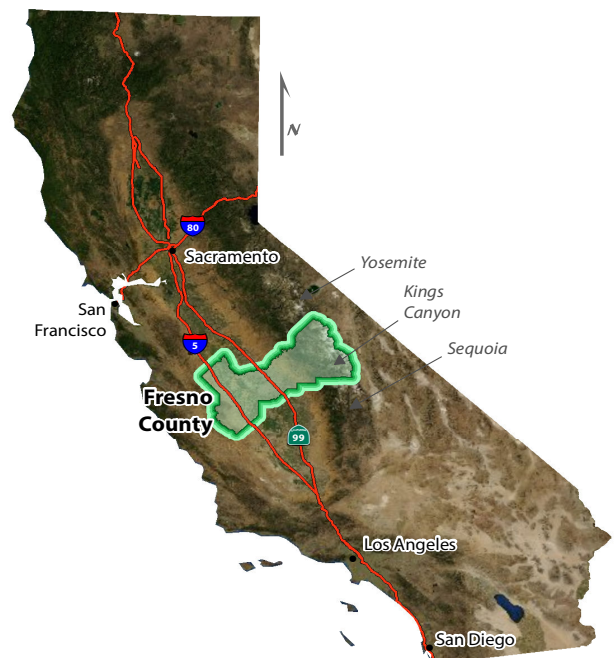 N
80
Sacramento
Yosemite
Kings
Canyon
San
Francisco
5
Sequoia
Fresno
County
99
Los Angeles
San Diego